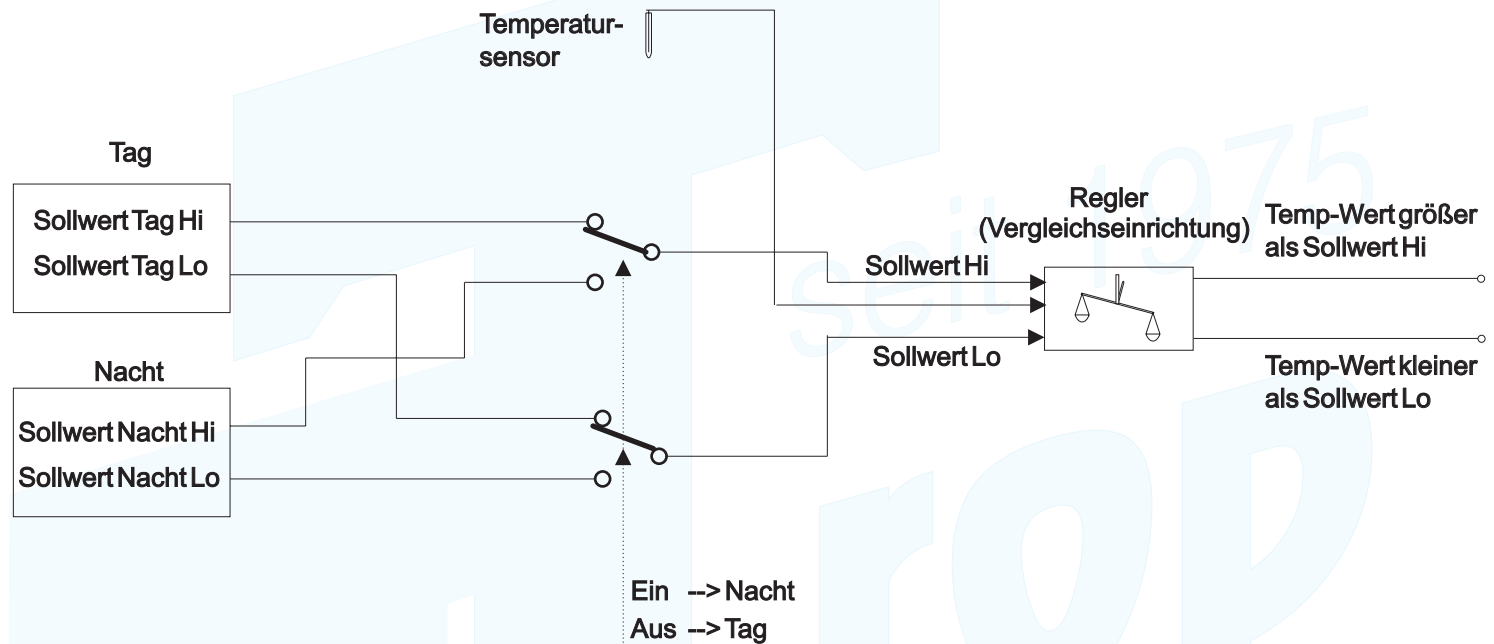 Temperatur-
sensor
Tag
Sollwert Tag Hi
Sollwert Tag Lo
Nacht
Sollwert Nacht Hi
Sollwert Nacht Lo
Ein --> Nacht
Aus --> Tag
Sollwert Hi
Sollwert Lo
Regler
(Vergleichseinrichtung)
Temp-Wert größer
als Sollwert Hi
Temp-Wert kleiner
als Sollwert Lo
seit 1975